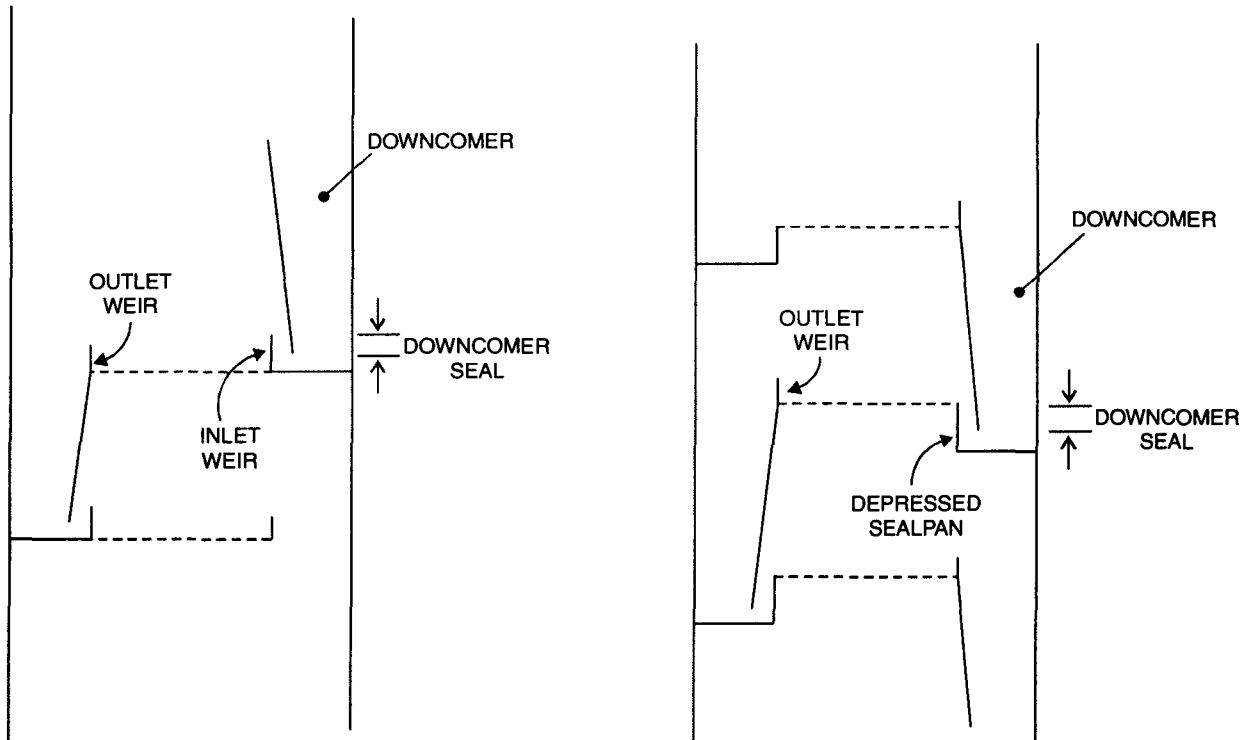 DOWNCOMER
OUTLET
WEIR
DOWNCOMER
SEAL
INLET
WEIR
DOWNCOMER
OUTLET
WEIR
DOWNCOMER
SEAL
DEPRESSED
SEALPAN